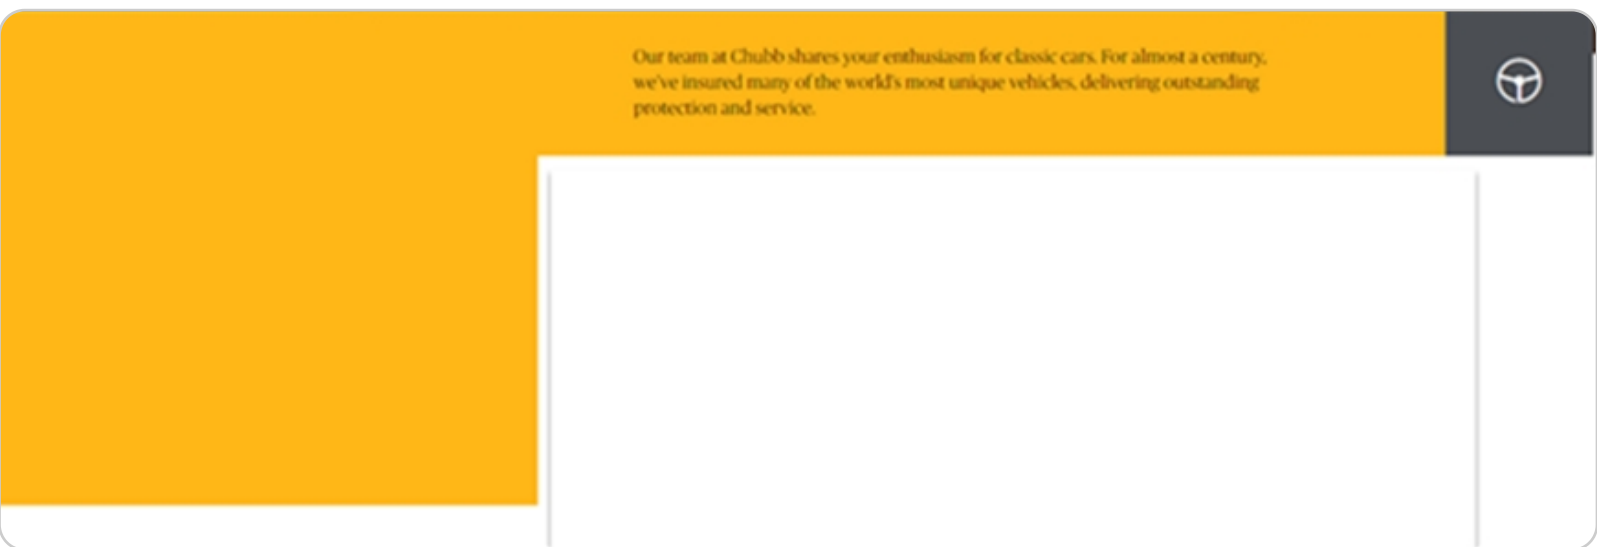 Our team at Chubb shares your enthusiasm for classic cars. For almost a century,
we've insured many of the world's most unique vehicles, delivering outstanding
protection and service.